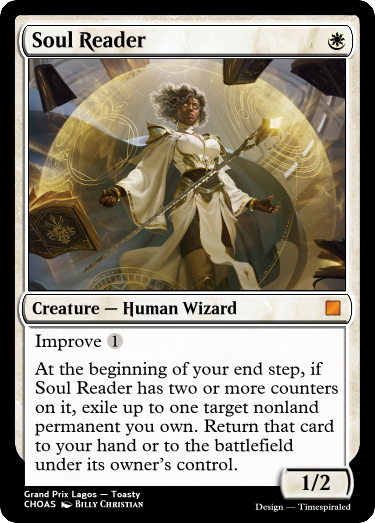 Soul Reader
Creature — Human Wizard
Improve 1
At the beginning of your end step, if
Soul Reader has two or more counters
on it, exile up to one target nonland
permanent you own. Return that card
to your hand or to the battlefield
under its owner's control.
1/2
Grand Prix Lagos — Toasty
CHOAS Billy Christian
Design — Timespiraled